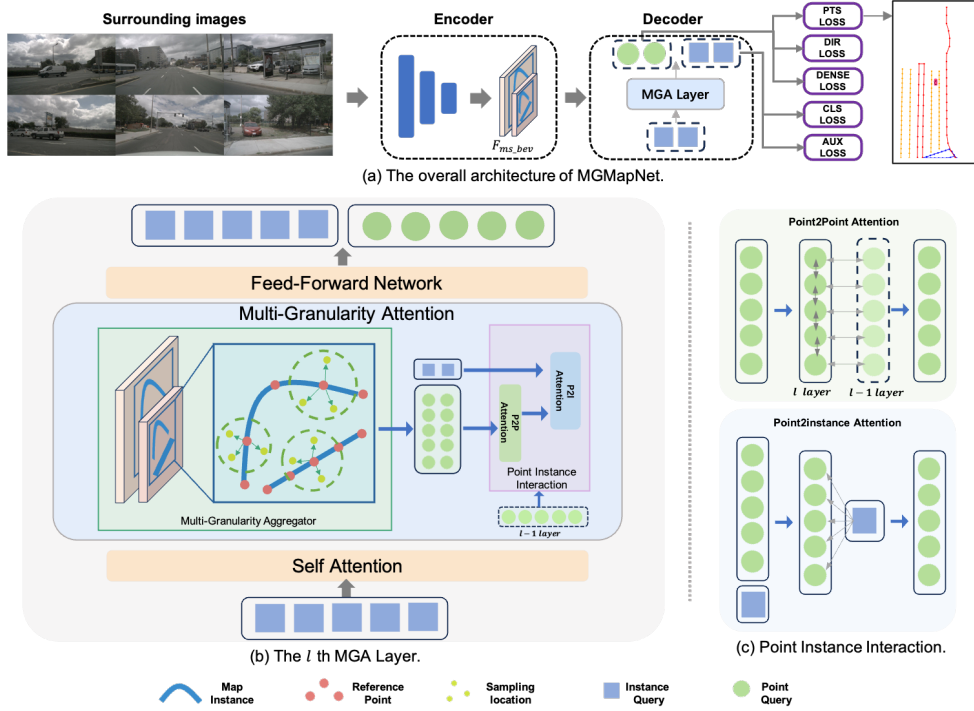 Surrounding images
Encoder
Decoder
F_ms_bev
MGA Layer
PTS
LOSS
DIR
LOSS
DENSE
LOSS
CLS
LOSS
AUX
LOSS
(a) The overall architecture of MGMapNet.
Feed-Forward Network
Multi-Granularity Attention
P2P
Attention
P2I
Attention
Point Instance
Interaction
Multi-Granularity Aggregator
l − 1 layer
Self Attention
(b) The l th MGA Layer.
Point2Point Attention
l layer
l − 1 layer
Point2instance Attention
(c) Point Instance Interaction.
Map
Instance
Reference
Point
Sampling
location
Instance
Query
Point
Query